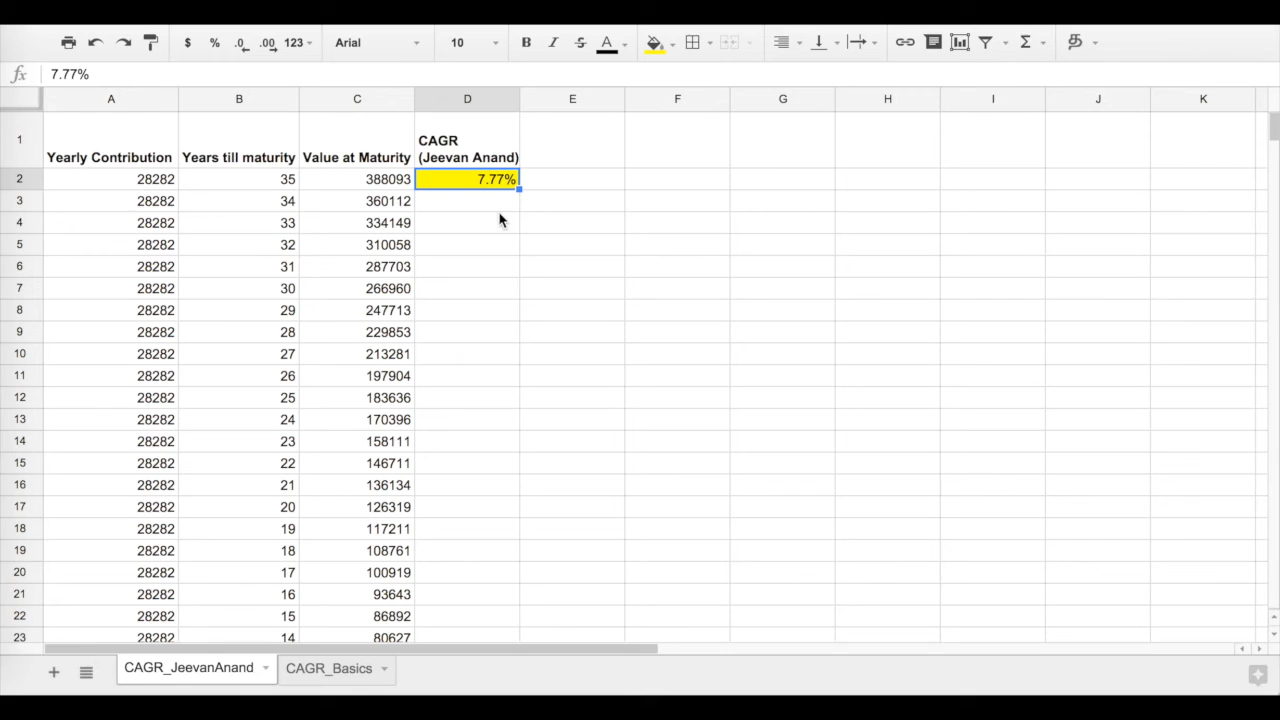 $ % .0 .00 123 Arial 10 B I S A Σ
fx 7.77%
A B C D E F G H I J K
1 Yearly Contribution Years till maturity Value at Maturity CAGR
(Jeevan Anand)
2 28282 35 388093 7.77%
3 28282 34 360112
4 28282 33 334149
5 28282 32 310058
6 28282 31 287703
7 28282 30 266960
8 28282 29 247713
9 28282 28 229853
10 28282 27 213281
11 28282 26 197904
12 28282 25 183636
13 28282 24 170396
14 28282 23 158111
15 28282 22 146711
16 28282 21 136134
17 28282 20 126319
18 28282 19 117211
19 28282 18 108761
20 28282 17 100919
21 28282 16 93643
22 28282 15 86892
23 28282 14 80627
CAGR_JeevanAnand CAGR_Basics